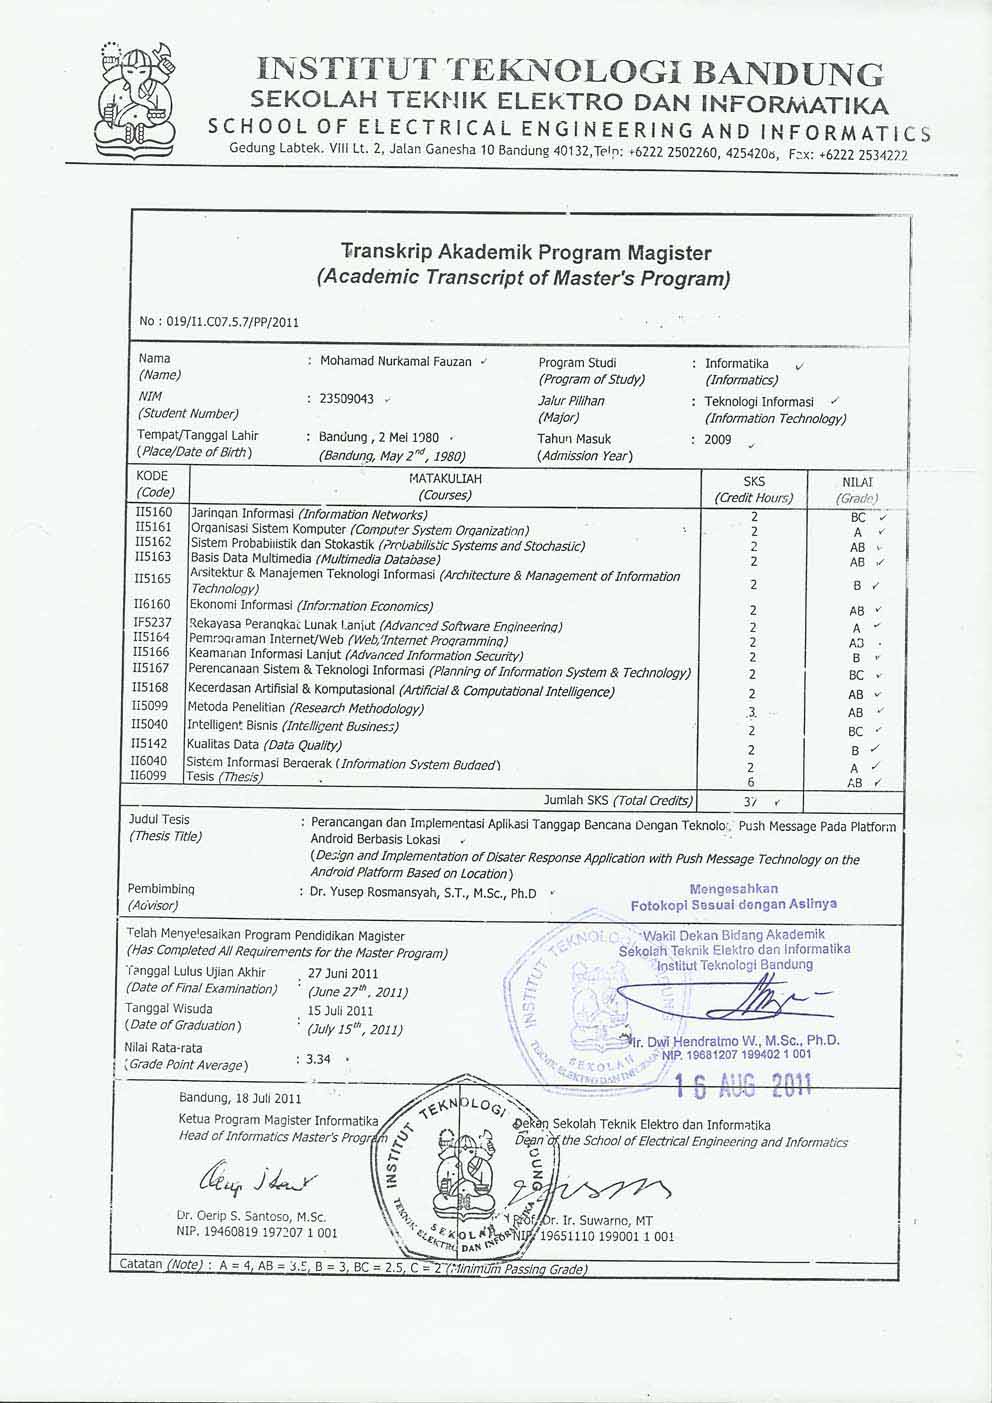 INSTITUT TEKNOLOGI BANDUNG
SEKOLAH TEKNIK ELEKTRO DAN INFORMATIKA
SCHOOL OF ELECTRICAL ENGINEERING AND INFORMATICS
Gedung Labtek. VIII Lt. 2, Jalan Ganesha 10 Bandung 40132,Telp: +6222 2502260, 4254208, Fax: +6222 2534222
Transkrip Akademik Program Magister
(Academic Transcript of Master's Program)
No : 019/I1.C07.5.7/PP/2011
Nama : Mohamad Nurkamal Fauzan Program Studi : Informatika
(Name) (Program of Study) (Informatics)
NIM : 23509043 Jalur Pilihan : Teknologi Informasi
(Student Number) (Major) (Information Technology)
Tempat/Tanggal Lahir : Bandung , 2 Mei 1980 Tahun Masuk : 2009
(Place/Date of Birth) (Bandung, May 2nd, 1980) (Admission Year)
KODE MATAKULIAH SKS NILAI
(Code) (Courses) (Credit Hours) (Grade)
II5160 Jaringan Informasi (Information Networks) 2 BC
II5161 Organisasi Sistem Komputer (Computer System Organization) 2 A
II5162 Sistem Probabilistik dan Stokastik (Probabilistic Systems and Stochastic) 2 AB
II5163 Basis Data Multimedia (Multimedia Database) 2 AB
II5165 Arsitektur & Manajemen Teknologi Informasi (Architecture & Management of Information
Technology) 2 B
II6160 Ekonomi Informasi (Information Economics) 2 AB
IF5237 Rekayasa Perangkat Lunak Lanjut (Advanced Software Engineering) 2 A
II5164 Pemrograman Internet/Web (Web/Internet Programming) 2 AB
II5166 Keamanan Informasi Lanjut (Advanced Information Security) 2 B
II5167 Perencanaan Sistem & Teknologi Informasi (Planning of Information System & Technology) 2 BC
II5168 Kecerdasan Artifisial & Komputasional (Artificial & Computational Intelligence) 2 AB
II5099 Metoda Penelitian (Research Methodology) 3 AB
II5040 Intelligent Bisnis (Intelligent Business) 2 BC
II5142 Kualitas Data (Data Quality) 2 B
II6040 Sistem Informasi Bergerak (Information System Budged) 2 A
II6099 Tesis (Thesis) 6 AB
Jumlah SKS (Total Credits) 37
Judul Tesis : Perancangan dan Implementasi Aplikasi Tanggap Bencana Dengan Push Message Pada Platform
(Thesis Title) Android Berbasis Lokasi
(Design and Implementation of Disater Response Application with Push Message Technology on the
Android Platform Based on Location)
Pembimbing : Dr. Yusep Rosmansyah, S.T., M.Sc., Ph.D
(Advisor)
Mengesahkan
Fotokopi Sesuai dengan Aslinya
Wakil Dekan Bidang Akademik
Sekolah Teknik Elektro dan Informatika
Institut Teknologi Bandung
Ir. Dwi Hendratmo W., M.Sc., Ph.D.
NIP. 19681207 199402 1 001
16 AUG 2011
INSTITUT TEKNOLOGI BANDUNG
SEKOLAH
TEKNIK ELEKTRO DAN INFORMATIKA
Telah Menyelesaikan Program Pendidikan Magister
(Has Completed All Requirements for the Master Program)
Tanggal Lulus Ujian Akhir : 27 Juni 2011
(Date of Final Examination) (June 27th, 2011)
Tanggal Wisuda : 15 Juli 2011
(Date of Graduation) (July 15th, 2011)
Nilai Rata-rata : 3.34
(Grade Point Average)
Bandung, 18 Juli 2011
Ketua Program Magister Informatika Dekan Sekolah Teknik Elektro dan Informatika
Head of Informatics Master's Program Dean of the School of Electrical Engineering and Informatics
INSTITUT TEKNOLOGI BANDUNG
SEKOLAH
TEKNIK ELEKTRO DAN INFORMATIKA
Dr. Oerip S. Santoso, M.Sc. Prof. Dr. Ir. Suwarno, MT
NIP. 19460819 197207 1 001 NIP. 19651110 199001 1 001
Catatan (Note) : A = 4, AB = 3.5, B = 3, BC = 2.5, C = 2 (Minimum Passing Grade)